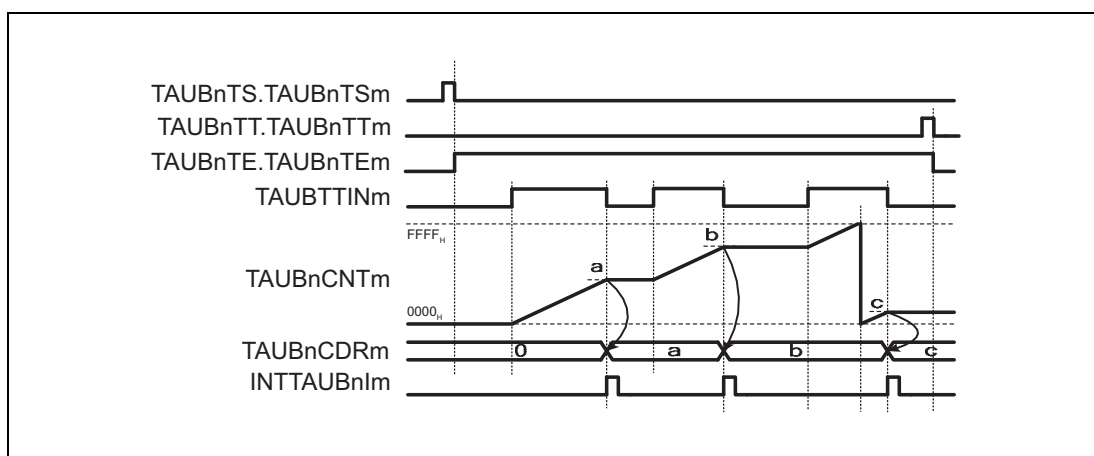 TAUBnTS.TAUBnTSm
TAUBnTT.TAUBnTTm
TAUBnTE.TAUBnTEm
TAUBTTINm
FFFFH
b
a
TAUBnCNTm
c
0000H
TAUBnCDRm 0 a b c
INTTAUBnIm